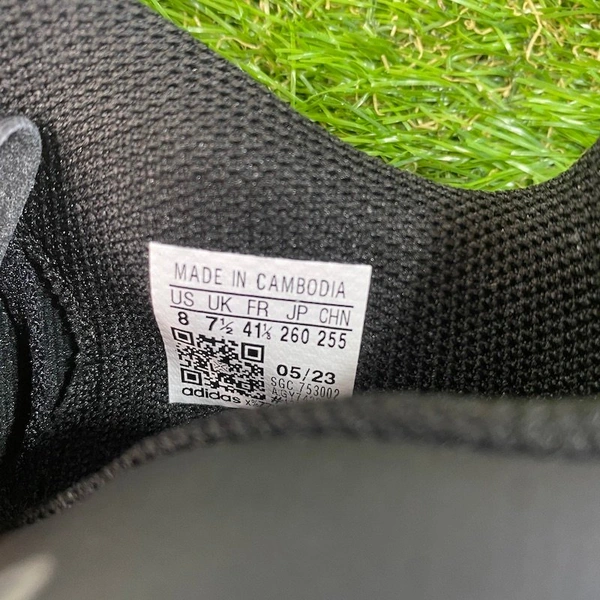 MADE IN CAMBODIA
US UK FR JP CHN
8 7½ 41⅓ 260 255
05/23
SGC 753002
adidas